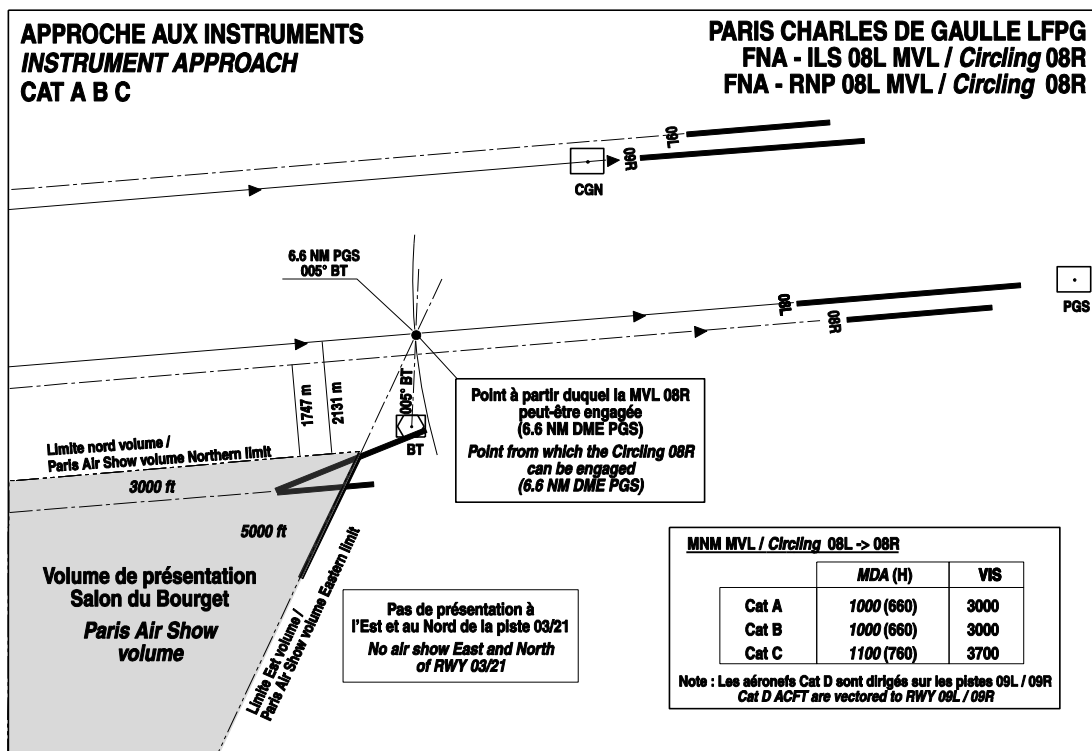 APPROCHE AUX INSTRUMENTS
INSTRUMENT APPROACH
CAT A B C
PARIS CHARLES DE GAULLE LFPG
FNA - ILS 08L MVL / Circling 08R
FNA - RNP 08L MVL / Circling 08R
09L
09R
CGN
6.6 NM PGS
005° BT
08L
08R
PGS
1747 m
2131 m
005° BT
BT
Point à partir duquel la MVL 08R
peut-être engagée
(6.6 NM DME PGS)
Point from which the Circling 08R
can be engaged
(6.6 NM DME PGS)
Limite nord volume /
Paris Air Show volume Northern limit
3000 ft
5000 ft
Volume de présentation
Salon du Bourget
Paris Air Show
volume
Limite Est volume /
Paris Air Show volume Eastern limit
Pas de présentation à
l'Est et au Nord de la piste 03/21
No air show East and North
of RWY 03/21
MNM MVL / Circling 08L -> 08R
MDA (H) VIS
Cat A 1000 (660) 3000
Cat B 1000 (660) 3000
Cat C 1100 (760) 3700
Note : Les aéronefs Cat D sont dirigés sur les pistes 09L / 09R
Cat D ACFT are vectored to RWY 09L / 09R